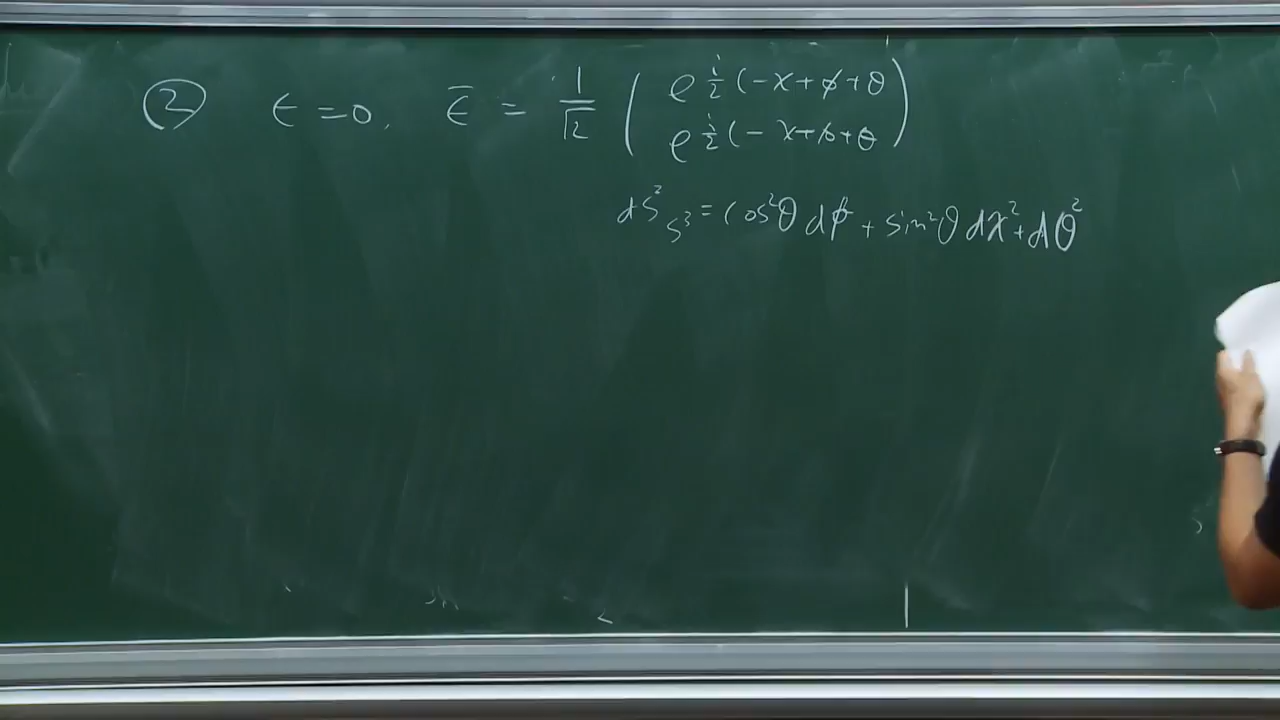 ② ϵ=0, ϵ̄ = 1/√2 ( e^{i/2(-χ+ϕ+θ}
e^{i/2(-χ+ϕ+θ} )
ds²_{S³} = cos²θ dϕ + sin²θ dχ² + dθ²